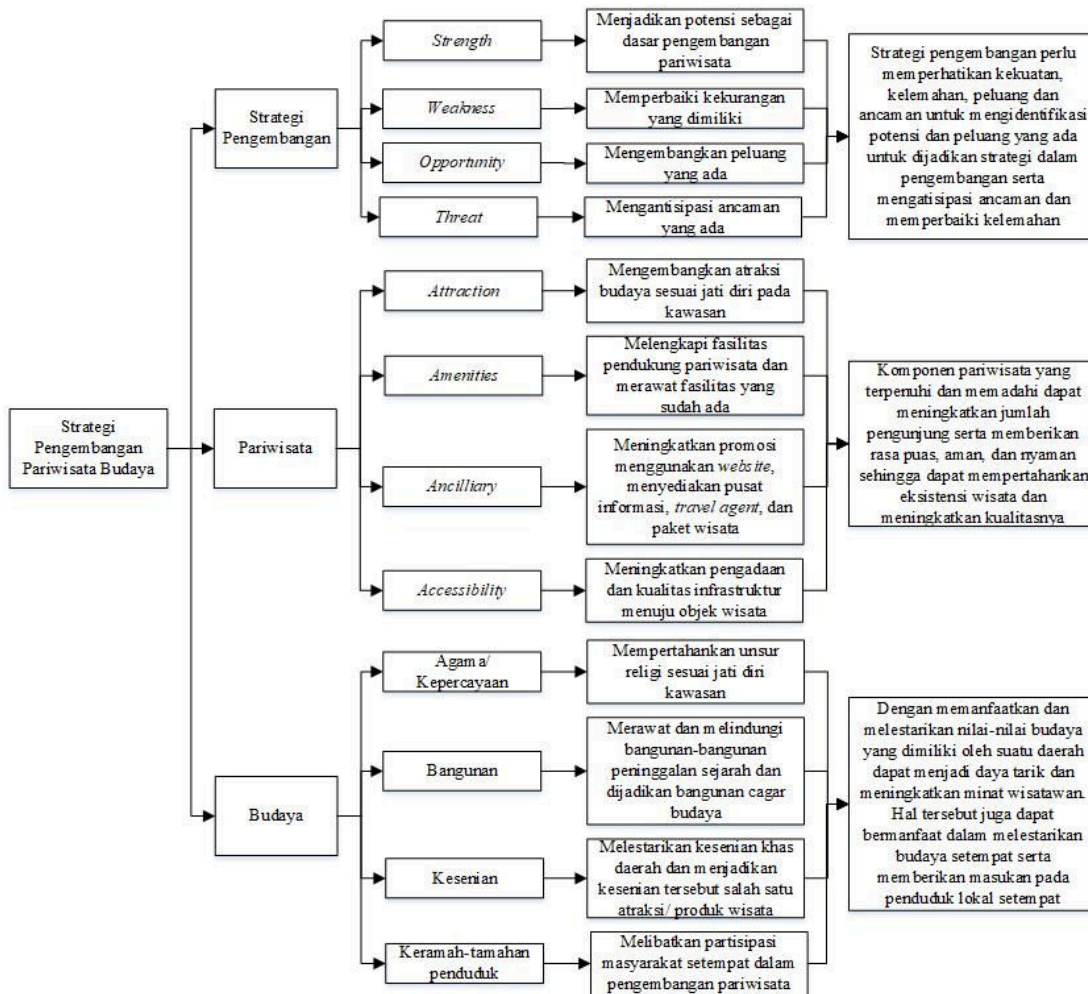 Strategi
Pengembangan
Pariwisata Budaya
Strategi
Pengembangan
Strength
Menjadikan potensi sebagai
dasar pengembangan
pariwisata
Weakness
Memperbaiki kekurangan
yang dimiliki
Opportunity
Mengembangkan peluang
yang ada
Threat
Mengantisipasi ancaman
yang ada
Strategi pengembangan perlu
memperhatikan kekuatan,
kelemahan, peluang dan
ancaman untuk mengidentifikasi
potensi dan peluang yang ada
untuk dijadikan strategi dalam
pengembangan serta
mengatisipasi ancaman dan
memperbaiki kelemahan
Pariwisata
Attraction
Mengembangkan atraksi
budaya sesuai jati diri pada
kawasan
Amenities
Melengkapi fasilitas
pendukung pariwisata dan
merawat fasilitas yang
sudah ada
Ancilliary
Meningkatkan promosi
menggunakan website,
menyediakan pusat
informasi, travel agent, dan
paket wisata
Accessibility
Meningkatkan pengadaan
dan kualitas infrastruktur
menuju objek wisata
Komponen pariwisata yang
terpenuhi dan memadahi dapat
meningkatkan jumlah
pengunjung serta memberikan
rasa puas, aman, dan nyaman
sehingga dapat mempertahankan
eksistensi wisata dan
meningkatkan kualitasnya
Budaya
Agama/
Kepercayaan
Mempertahankan unsur
religi sesuai jati diri
kawasan
Bangunan
Merawat dan melindungi
bangunan-bangunan
peninggalan sejarah dan
dijadikan bangunan cagar
budaya
Kesenian
Melestarikan kesenian khas
daerah dan menjadikan
kesenian tersebut salah satu
atraksi/ produk wisata
Keramah-tamahan
penduduk
Melibatkan partisipasi
masyarakat setempat dalam
pengembangan pariwisata
Dengan memanfaatkan dan
melestarikan nilai-nilai budaya
yang dimiliki oleh suatu daerah
dapat menjadi daya tarik dan
meningkatkan minat wisatawan.
Hal tersebut juga dapat
bermanfaat dalam melestarikan
budaya setempat serta
memberikan masukan pada
penduduk lokal setempat